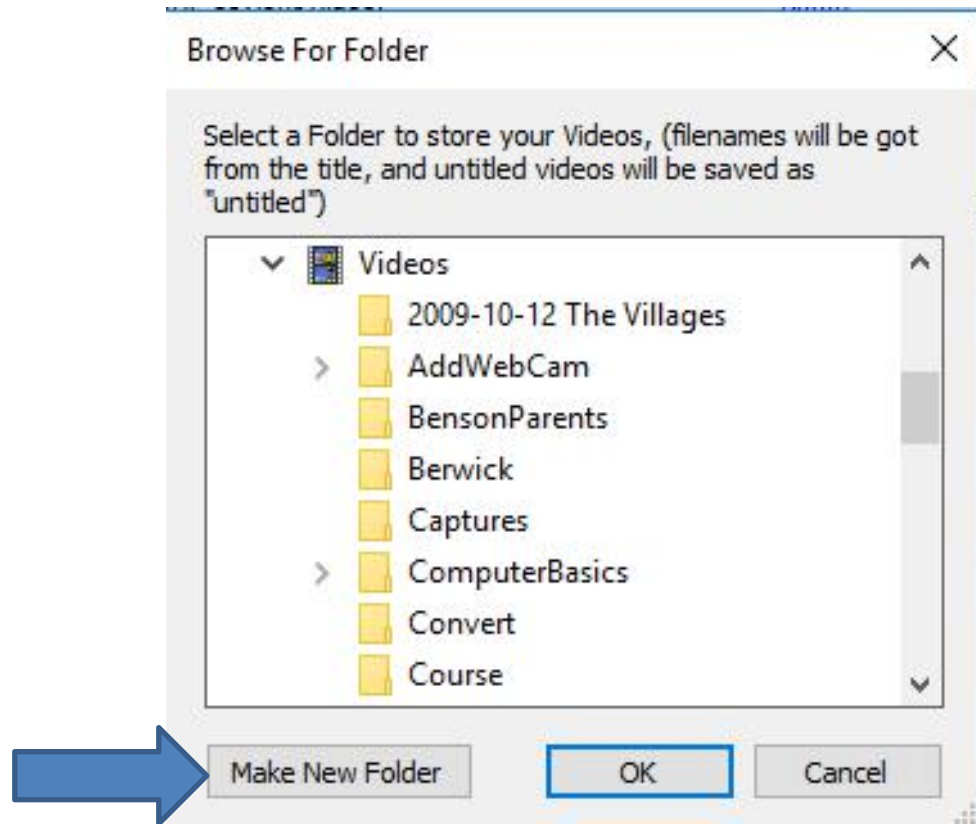 Browse For Folder
Select a Folder to store your Videos, (filenames will be got
from the title, and untitled videos will be saved as
"untitled")
Videos
2009-10-12 The Villages
AddWebCam
BensonParents
Berwick
Captures
ComputerBasics
Convert
Course
Make New Folder
OK
Cancel